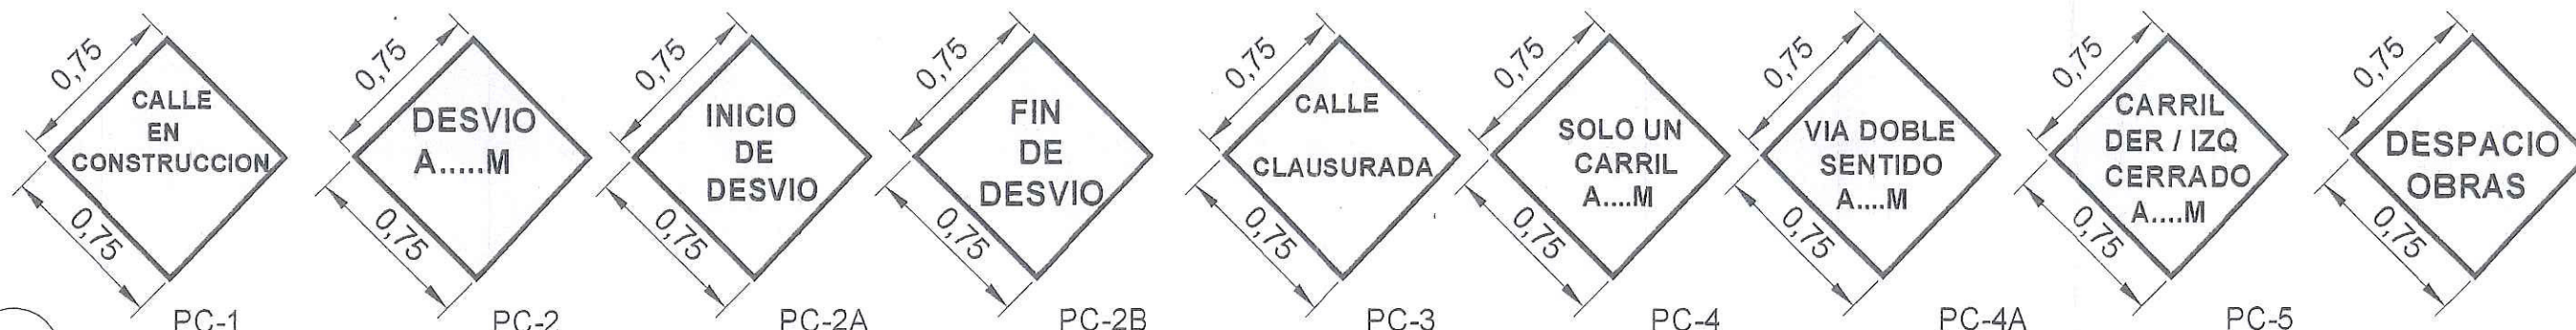 0,75
CALLE
EN
CONSTRUCCION
0,75
PC-1
0,75
DESVIO
A.....M
0,75
PC-2
0,75
INICIO
DE
DESVIO
0,75
PC-2A
0,75
FIN
DE
DESVIO
0,75
PC-2B
0,75
CALLE
CLAUSURADA
0,75
PC-3
0,75
SOLO UN
CARRIL
A....M
0,75
PC-4
0,75
VIA DOBLE
SENTIDO
A....M
0,75
PC-4A
0,75
CARRIL
DER / IZQ
CERRADO
A....M
0,75
PC-5
0,75
DESPACIO
OBRAS
0,75